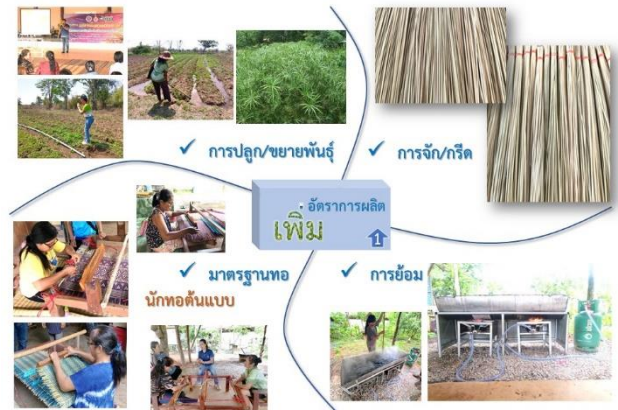 ✓ การปลูก/ขยายพันธุ์
✓ การจัก/กรีด
อัตราการผลิต
เพิ่ม
1
✓ มาตรฐานทอ
นักทอต้นแบบ
✓ การย้อม